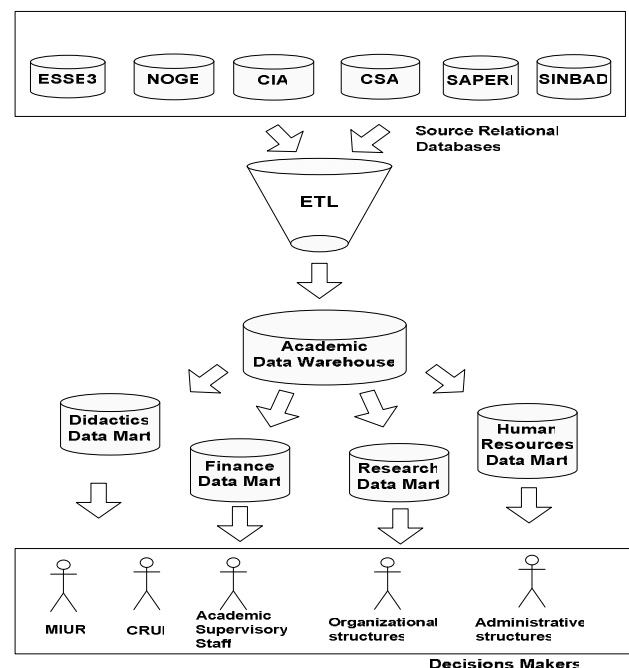 ESSE3
NOGE
CIA
CSA
SAPERI
SINBAD
Source Relational
Databases
ETL
Academic
Data Warehouse
Didactics
Data Mart
Finance
Data Mart
Research
Data Mart
Human
Resources
Data Mart
MIUR
CRUI
Academic
Supervisory
Staff
Organizational
structures
Administrative
structures
Decisions Makers